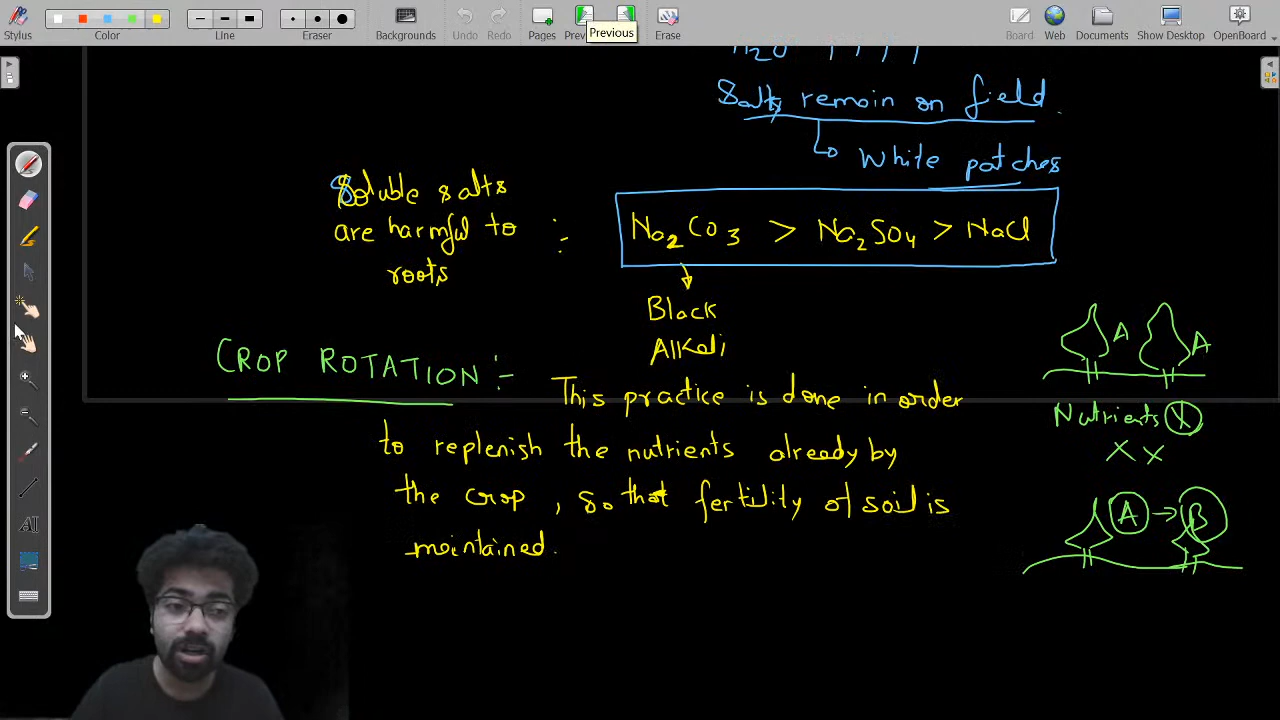 Stylus
Color
Line
Eraser
Backgrounds
Undo
Redo
Pages
Previous
Erase
Board
Web
Documents
Show Desktop
OpenBoard
Salts remain on field.
White patches
Soluble salts
are harmful to
roots
:-
Na2CO3 > Na2SO4 > NaCl
Black
Alkali
CROP ROTATION :-
This practice is done in order
to replenish the nutrients already by
the crop, so that fertility of soil is
maintained.
A A
Nutrients X
X X
A → B